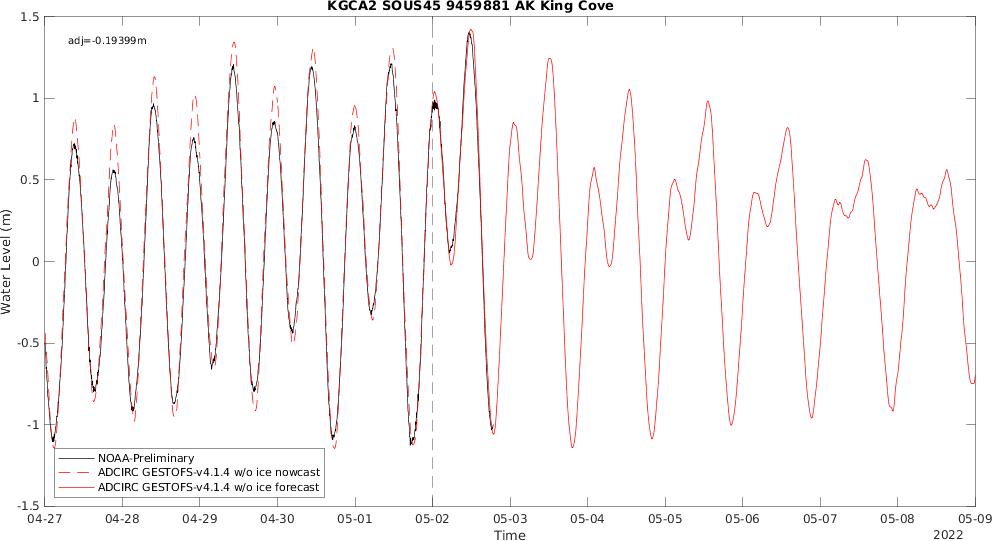 KGCA2 SOUS45 9459881 AK King Cove
adj=-0.19399m
1.5
1
0.5
0
-0.5
-1
-1.5
Water Level (m)
NOAA-Preliminary
ADCIRC GESTOFS-v4.1.4 w/o ice nowcast
ADCIRC GESTOFS-v4.1.4 w/o ice forecast
04-27 04-28 04-29 04-30 05-01 05-02 05-03 05-04 05-05 05-06 05-07 05-08 05-09
Time
2022